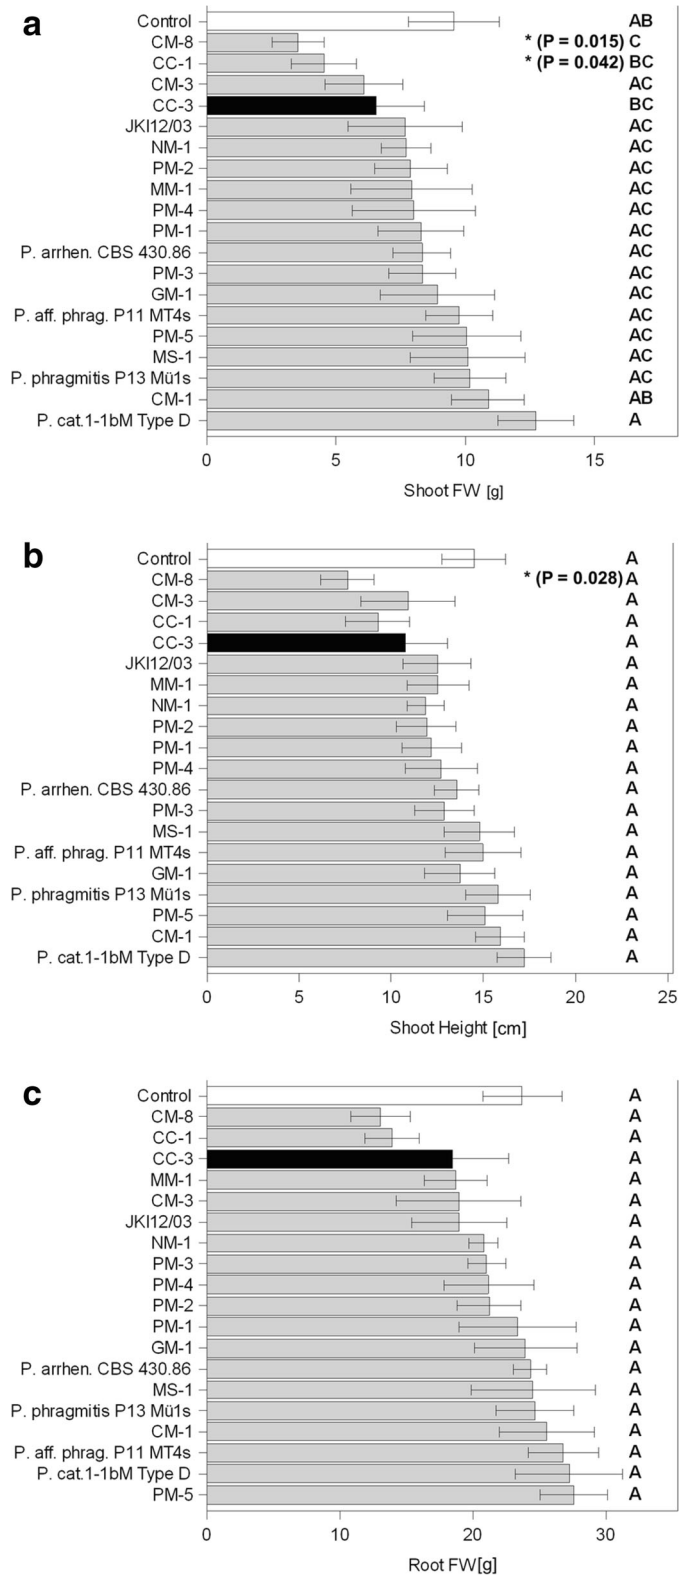 a
Control AB
CM-8 * (P = 0.015) C
CC-1 * (P = 0.042) BC
CM-3 AC
CC-3 BC
JKI12/03 AC
NM-1 AC
PM-2 AC
MM-1 AC
PM-4 AC
PM-1 AC
P. arrhen. CBS 430.86 AC
PM-3 AC
GM-1 AC
P. aff. phrag. P11 MT4s AC
PM-5 AC
MS-1 AC
P. phragmitis P13 Mü1s AC
CM-1 AB
P. cat.1-1bM Type D A
0 5 10 15
Shoot FW [g]
b
Control A
CM-8 * (P = 0.028) A
CM-3 A
CC-1 A
CC-3 A
JKI12/03 A
MM-1 A
NM-1 A
PM-2 A
PM-1 A
PM-4 A
P. arrhen. CBS 430.86 A
PM-3 A
MS-1 A
P. aff. phrag. P11 MT4s A
GM-1 A
P. phragmitis P13 Mü1s A
PM-5 A
CM-1 A
P. cat.1-1bM Type D A
0 5 10 15 20 25
Shoot Height [cm]
c
Control A
CM-8 A
CC-1 A
CC-3 A
MM-1 A
CM-3 A
JKI12/03 A
NM-1 A
PM-3 A
PM-4 A
PM-2 A
PM-1 A
GM-1 A
P. arrhen. CBS 430.86 A
MS-1 A
P. phragmitis P13 Mü1s A
CM-1 A
P. aff. phrag. P11 MT4s A
P. cat.1-1bM Type D A
PM-5 A
0 10 20 30
Root FW[g]